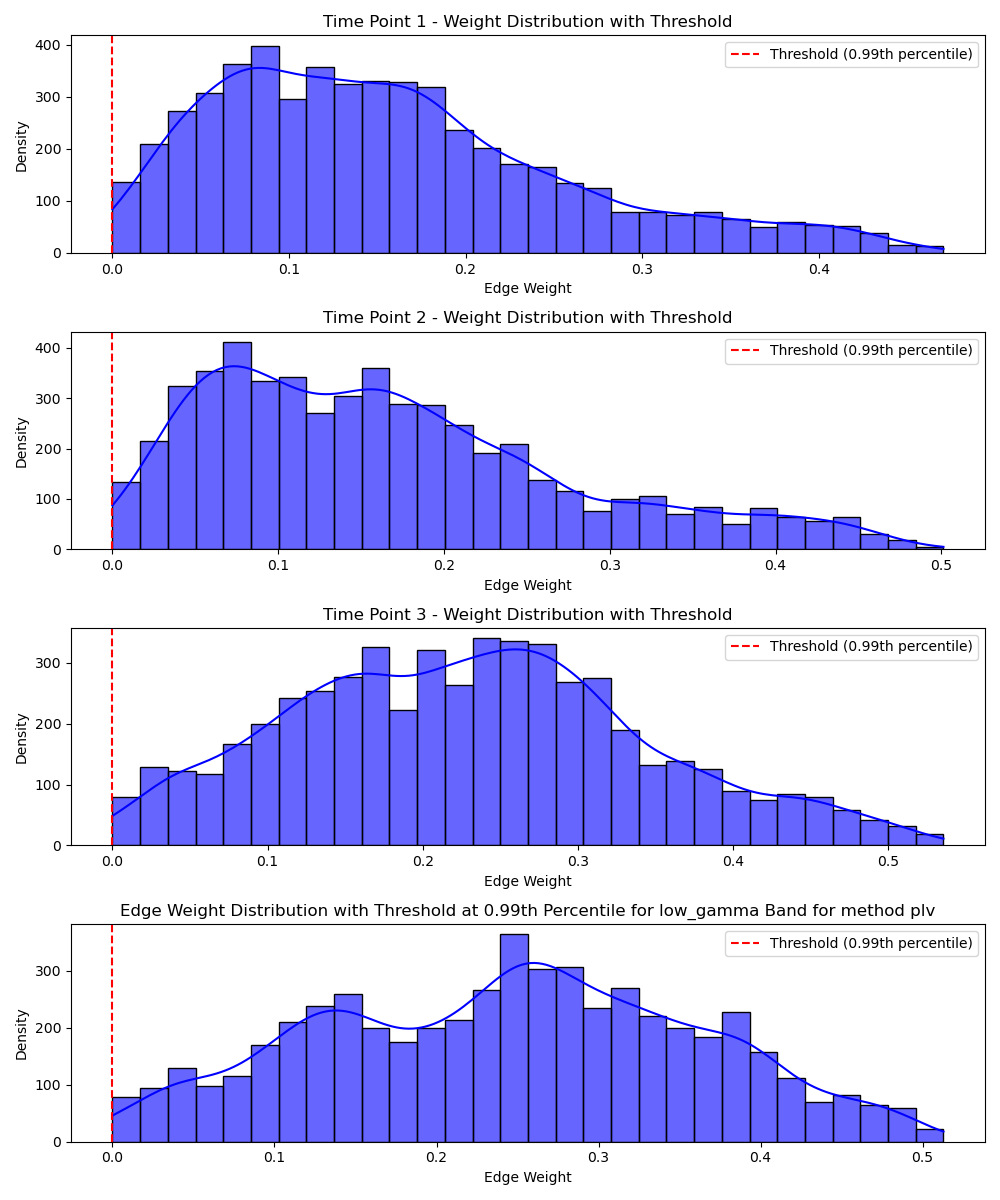 Time Point 1 - Weight Distribution with Threshold
Threshold (0.99th percentile)
Density
400
300
200
100
0
0.0 0.1 0.2 0.3 0.4
Edge Weight
Time Point 2 - Weight Distribution with Threshold
Threshold (0.99th percentile)
Density
400
300
200
100
0
0.0 0.1 0.2 0.3 0.4 0.5
Edge Weight
Time Point 3 - Weight Distribution with Threshold
Threshold (0.99th percentile)
Density
300
200
100
0
0.0 0.1 0.2 0.3 0.4 0.5
Edge Weight
Edge Weight Distribution with Threshold at 0.99th Percentile for low_gamma Band for method plv
Threshold (0.99th percentile)
Density
300
200
100
0
0.0 0.1 0.2 0.3 0.4 0.5
Edge Weight